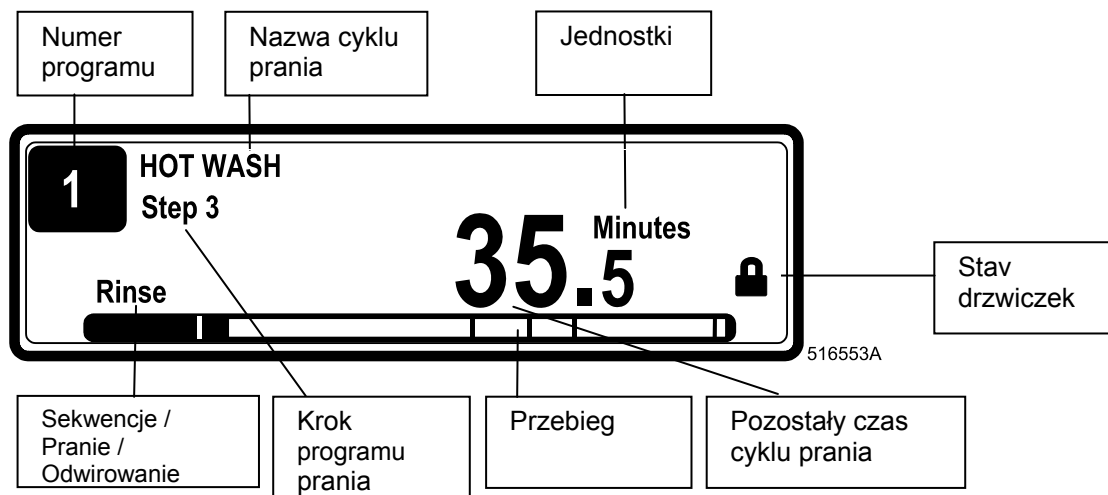 Numer
programu
Nazwa cyklu
prania
Jednostki
1
HOT WASH
Step 3
35.5
Minutes
Rinse
Stav
drzwiczek
516553A
Sekwencje /
Pranie /
Odwirowanie
Krok
programu
prania
Przebieg
Pozostały czas
cyklu prania